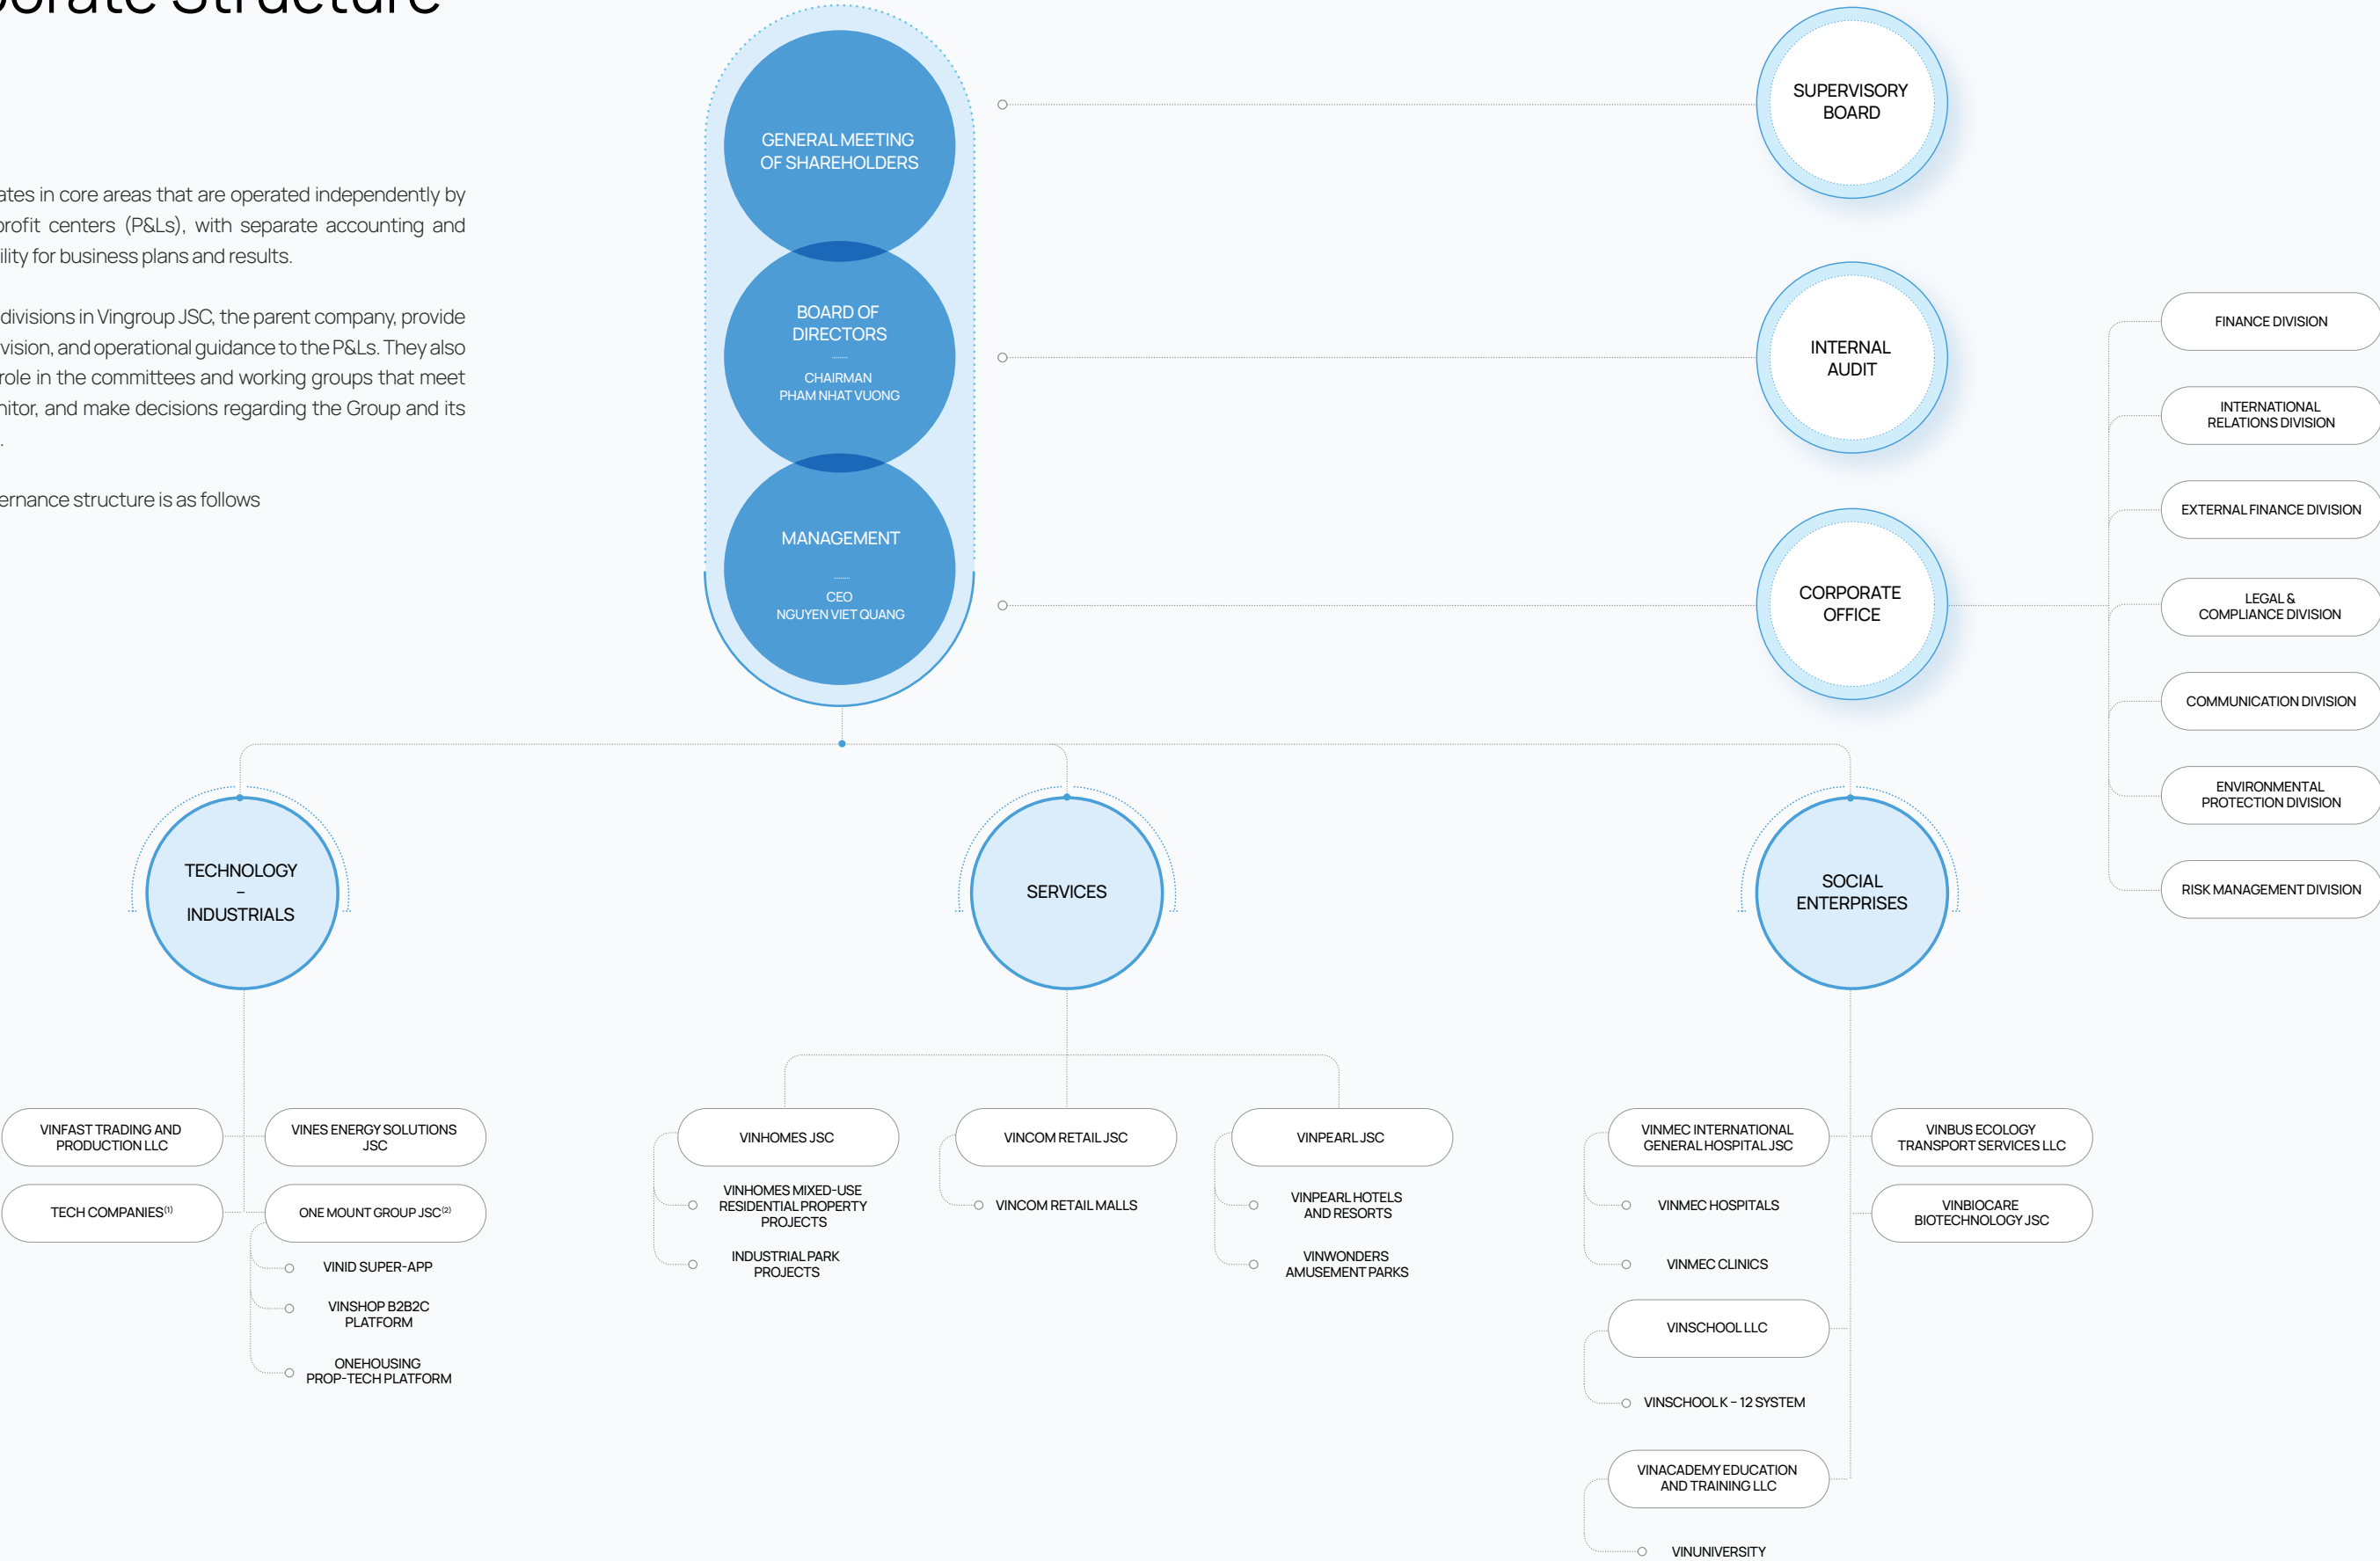 Structure
in core areas that are operated independently by
profit centers (P&Ls), with separate accounting and
for business plans and results.
divisions in Vingroup JSC, the parent company, provide
and operational guidance to the P&Ls. They also
role in the committees and working groups that meet
and make decisions regarding the Group and its
structure is as follows
GENERAL MEETING
OF SHAREHOLDERS
BOARD OF
DIRECTORS
CHAIRMAN
PHAM NHAT VUONG
MANAGEMENT
CEO
NGUYEN VIET QUANG
SUPERVISORY
BOARD
INTERNAL
AUDIT
CORPORATE
OFFICE
FINANCE DIVISION
INTERNATIONAL
RELATIONS DIVISION
EXTERNAL FINANCE DIVISION
LEGAL &
COMPLIANCE DIVISION
COMMUNICATION DIVISION
ENVIRONMENTAL
PROTECTION DIVISION
RISK MANAGEMENT DIVISION
TECHNOLOGY
–
INDUSTRIALS
VINFAST TRADING AND
PRODUCTION LLC
VINES ENERGY SOLUTIONS
JSC
TECH COMPANIES(1)
ONE MOUNT GROUP JSC(2)
VINID SUPER-APP
VINSHOP B2B2C
PLATFORM
ONEHOUSING
PROP-TECH PLATFORM
SERVICES
VINHOMES JSC
VINHOMES MIXED-USE
RESIDENTIAL PROPERTY
PROJECTS
INDUSTRIAL PARK
PROJECTS
VINCOM RETAIL JSC
VINCOM RETAIL MALLS
VINPEARL JSC
VINPEARL HOTELS
AND RESORTS
VINWONDERS
AMUSEMENT PARKS
SOCIAL
ENTERPRISES
VINMEC INTERNATIONAL
GENERAL HOSPITAL JSC
VINMEC HOSPITALS
VINMEC CLINICS
VINSCHOOL LLC
VINSCHOOL K – 12 SYSTEM
VINACADEMY EDUCATION
AND TRAINING LLC
VINUNIVERSITY
VINBUS ECOLOGY
TRANSPORT SERVICES LLC
VINBIOCARE
BIOTECHNOLOGY JSC